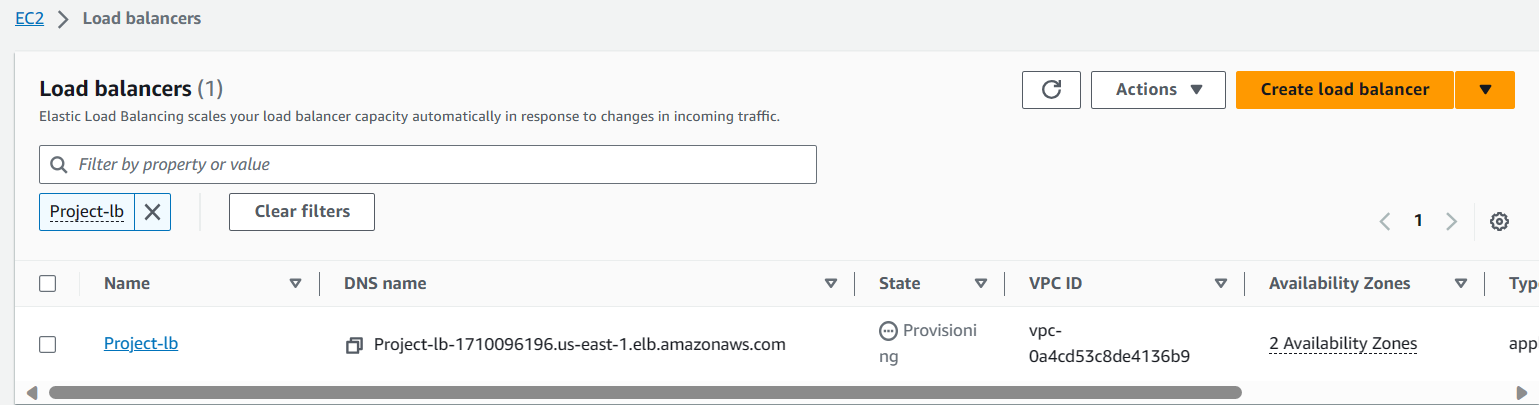 EC2 > Load balancers
Load balancers (1)
Actions
Create load balancer
Elastic Load Balancing scales your load balancer capacity automatically in response to changes in incoming traffic.
Filter by property or value
Project-lb
Clear filters
1
Name
DNS name
State
VPC ID
Availability Zones
Typ
Project-lb
Project-lb-1710096196.us-east-1.elb.amazonaws.com
Provisioni
ng
vpc-
0a4cd53c8de4136b9
2 Availability Zones
app